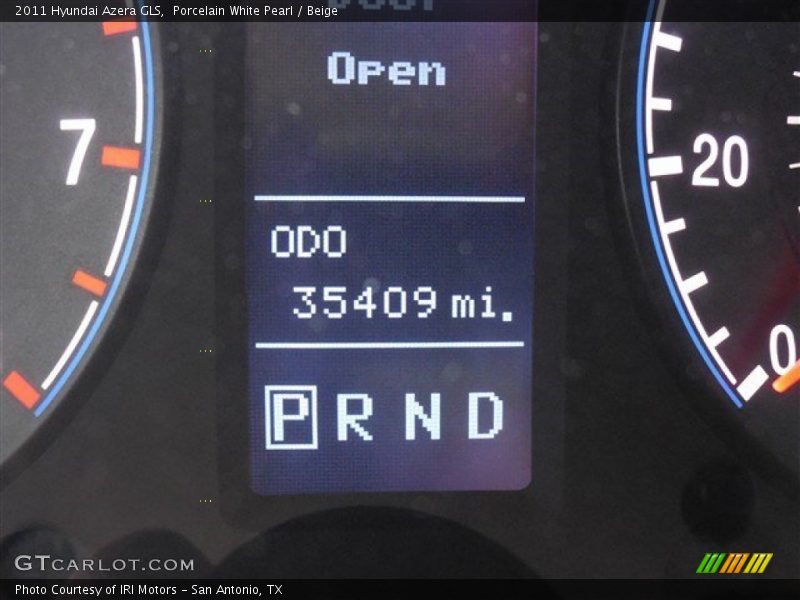 2011 Hyundai Azera GLS,  Porcelain White Pearl / Beige
Open
7
20
ODO
35409 mi.
0
P R N D
GTCARLOT.COM
Photo Courtesy of IRI Motors - San Antonio, TX